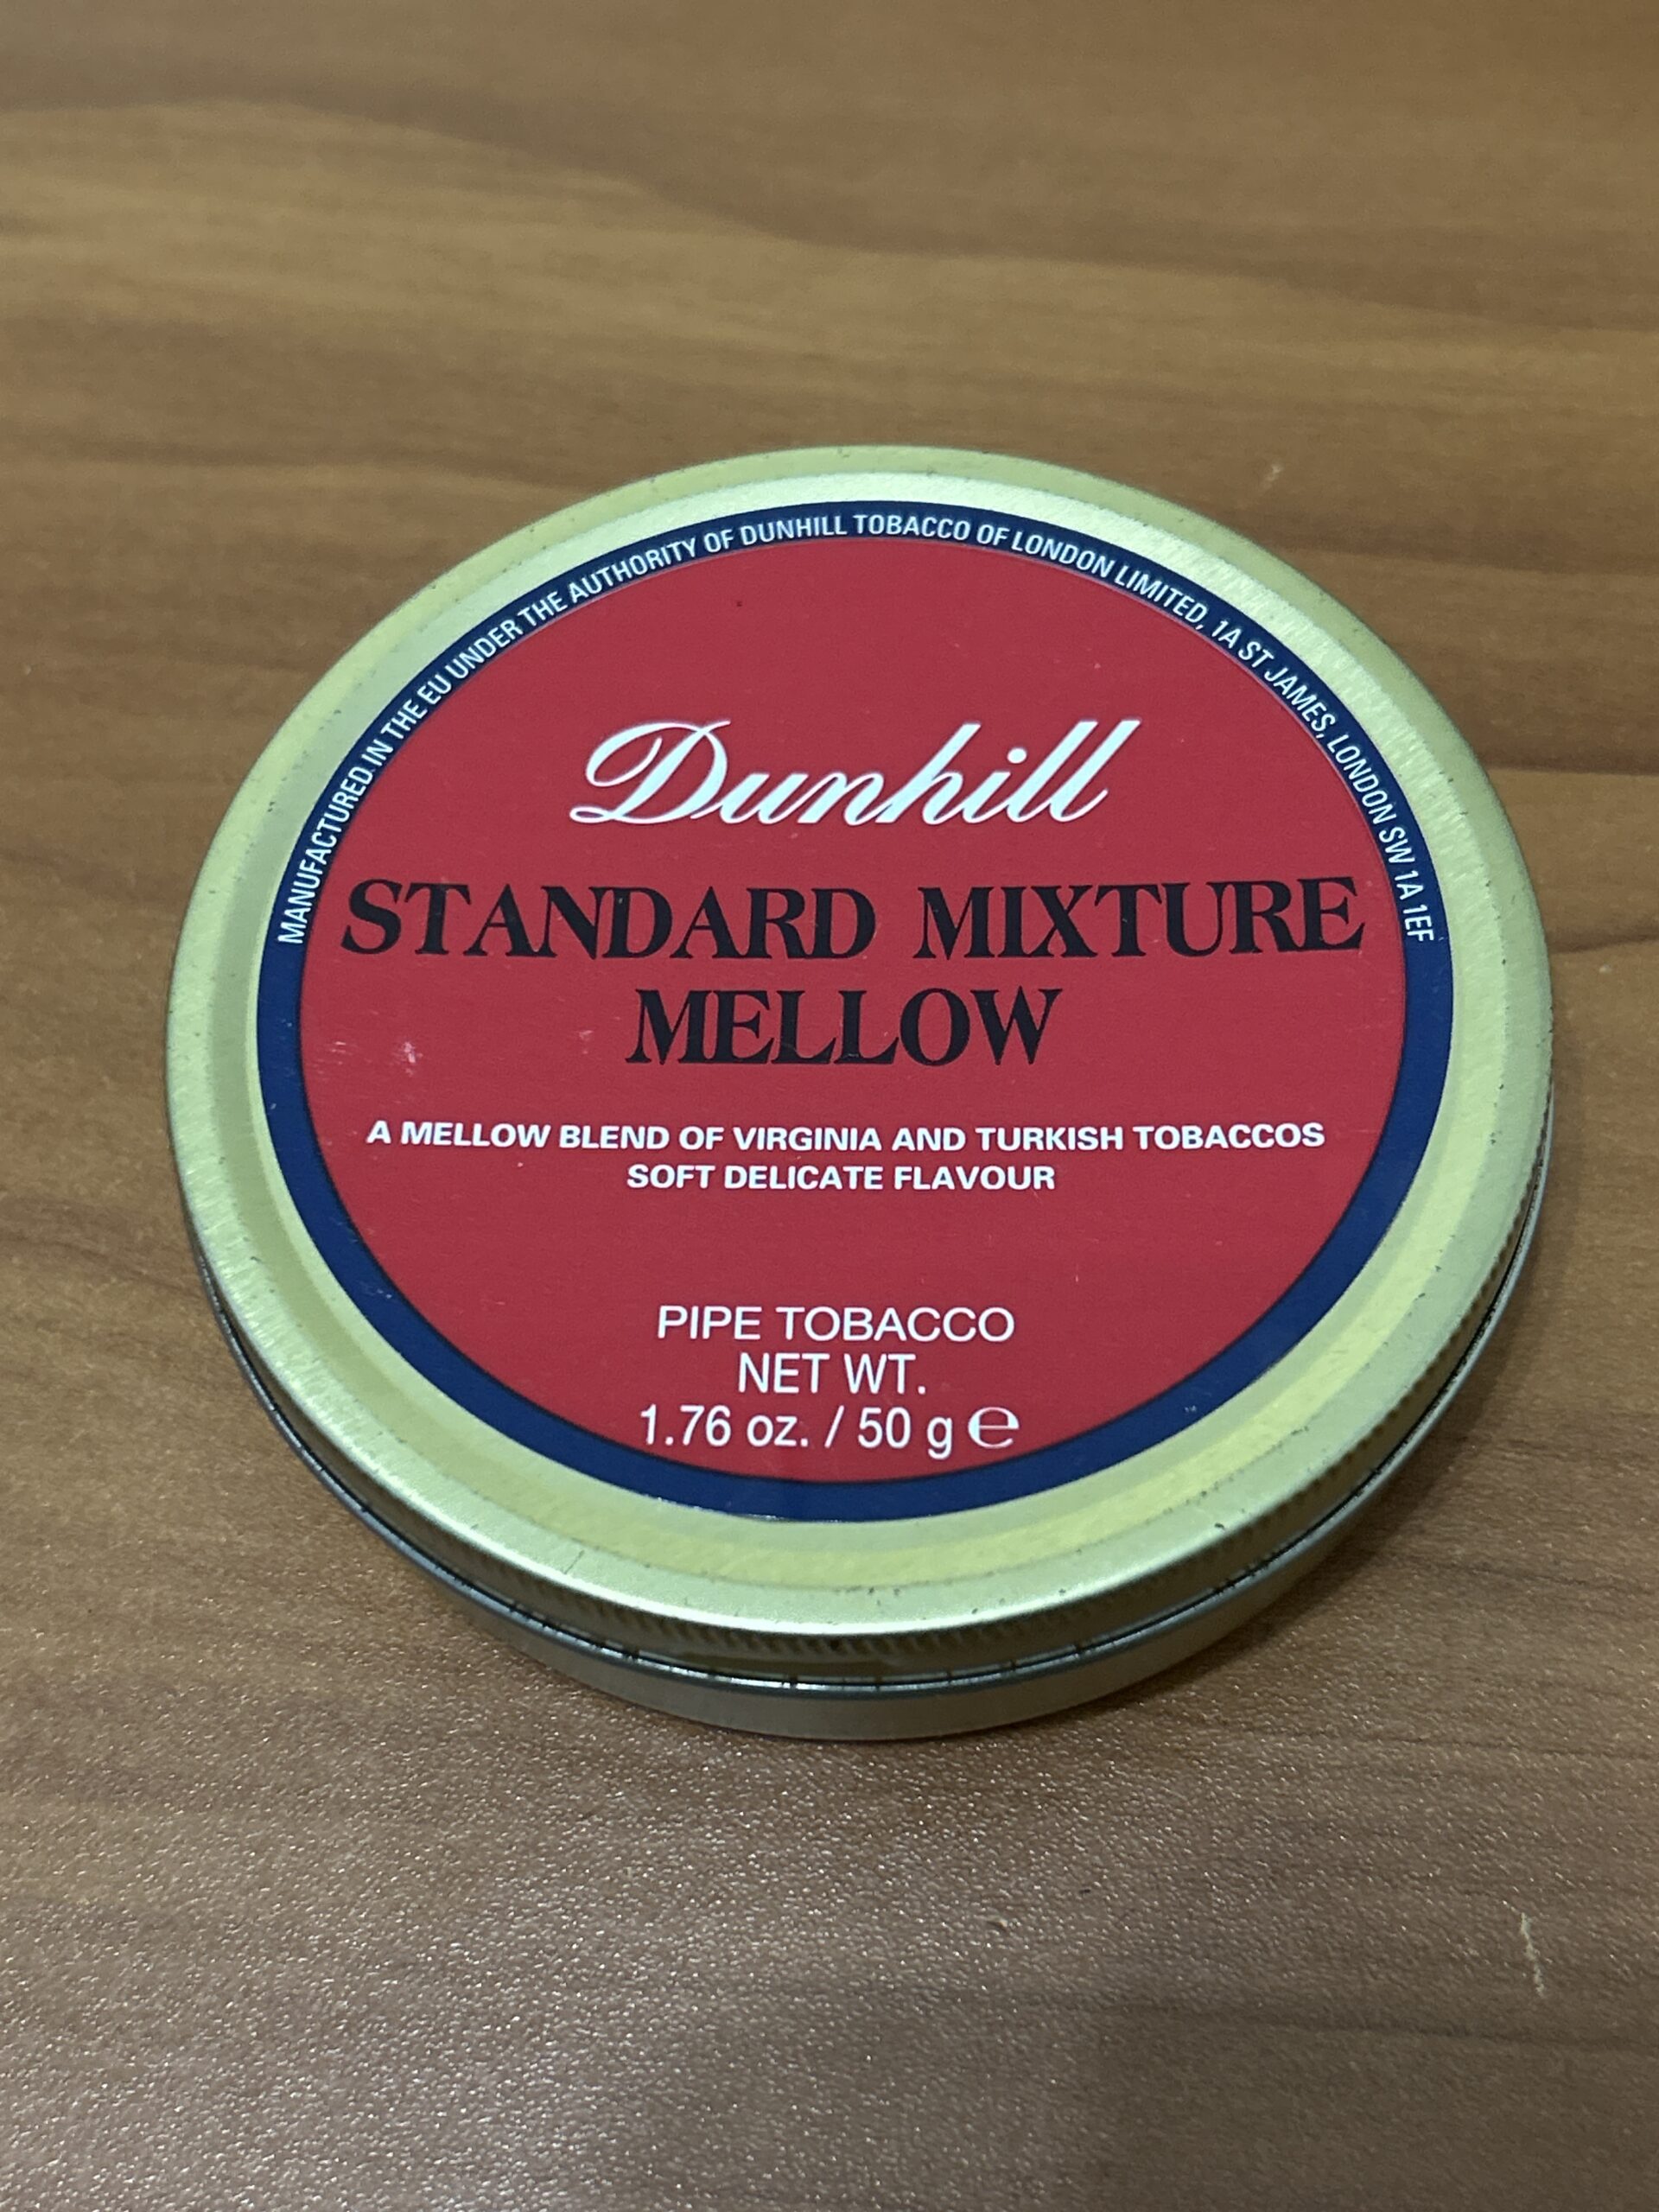 MANUFACTURED IN THE EU UNDER THE AUTHORITY OF DUNHILL TOBACCO OF LONDON LIMITED, 1A ST JAMES, LONDON SW1A 1EF
Dunhill
STANDARD MIXTURE
MELLOW
A MELLOW BLEND OF VIRGINIA AND TURKISH TOBACCOS
SOFT DELICATE FLAVOUR
PIPE TOBACCO
NET WT.
1.76 oz. / 50 g ℮